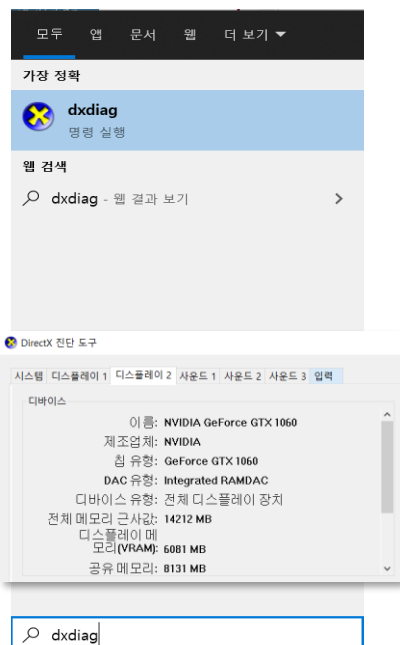 모두 앱 문서 웹 더 보기
가장 정확
dxdiag
명령 실행
웹 검색
dxdiag - 웹 결과 보기
DirectX 진단 도구
시스템 디스플레이 1 디스플레이 2 사운드 1 사운드 2 사운드 3 입력
디바이스
이름: NVIDIA GeForce GTX 1060
제조업체: NVIDIA
칩 유형: GeForce GTX 1060
DAC 유형: Integrated RAMDAC
디바이스 유형: 전체 디스플레이 장치
전체 메모리 근사값: 14212 MB
디스플레이 메
모리(VRAM): 6081 MB
공유 메모리: 8131 MB
dxdiag